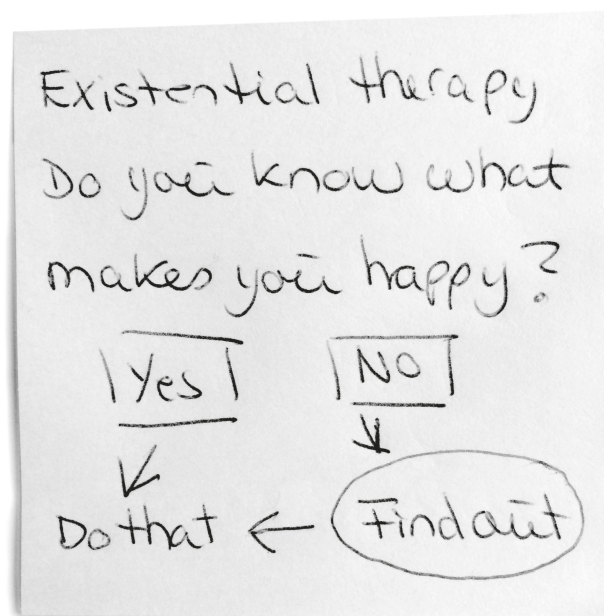 Existential therapy
Do you know what
makes you happy?
Yes NO
Do that ← Find out